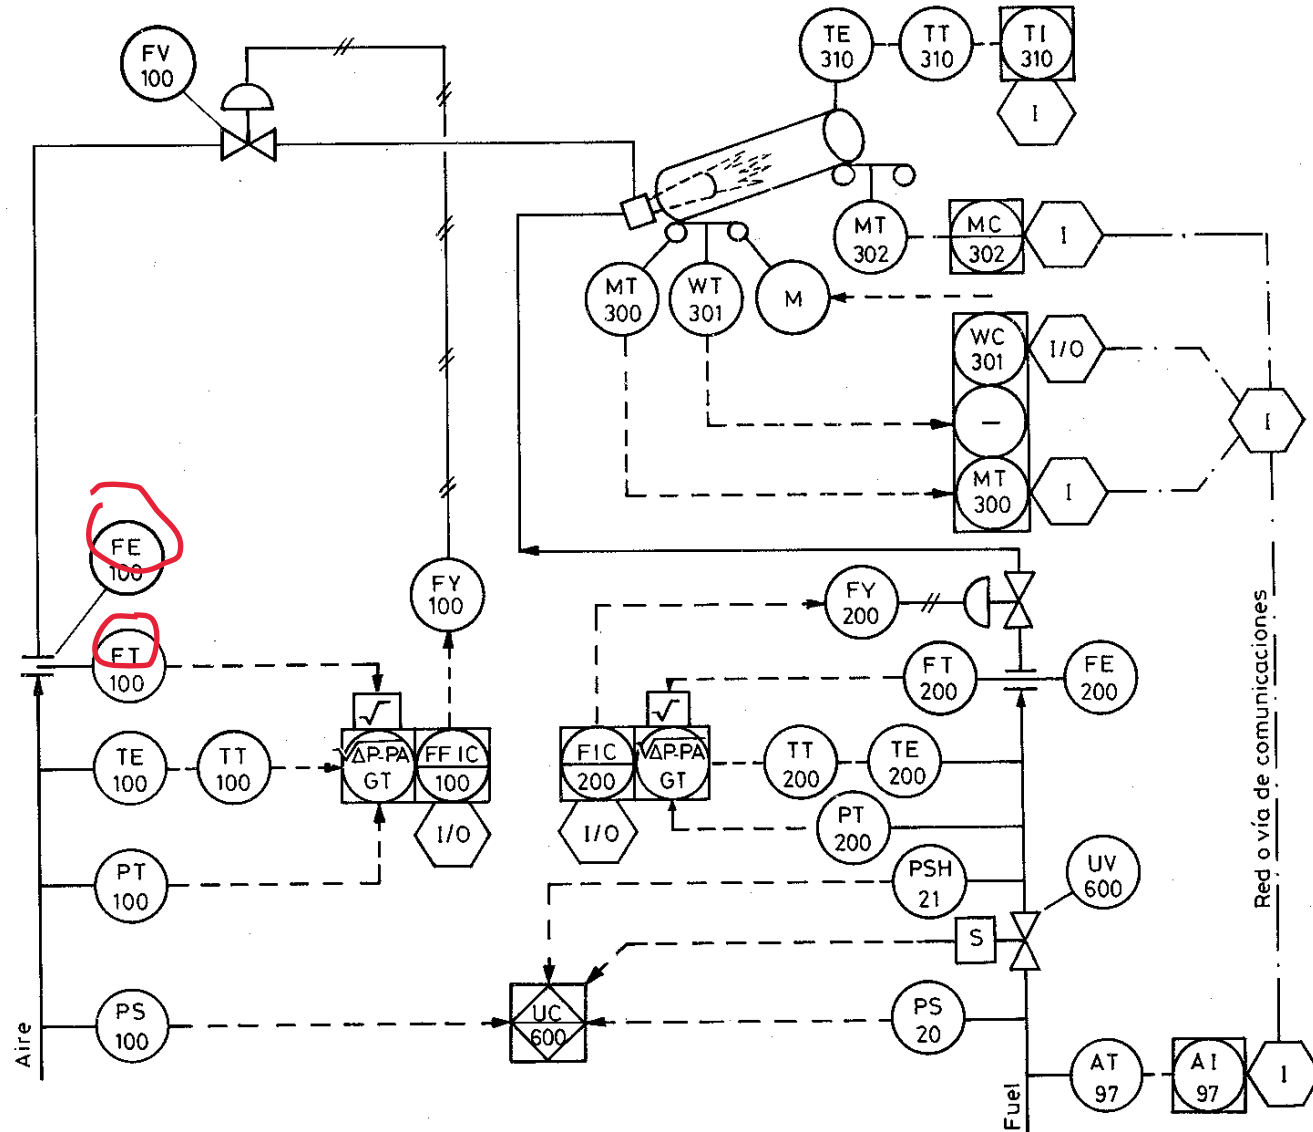 FV
100
TE
310
TT
310
TI
310
I
MT
302
MC
302
I
MT
300
WT
301
M
WC
301
I/O
—
MT
300
I
I
FE
100
FT
100
FY
100
FY
200
FT
200
FE
200
√
√
TE
100
TT
100
√ΔP-PA
GT
FFIC
100
I/O
FIC
200
I/O
√ΔP-PA
GT
TT
200
TE
200
PT
200
PT
100
PSH
21
UV
600
S
PS
100
UC
600
PS
20
AT
97
AI
97
I
Aire
Fuel
Red o vía de comunicaciones